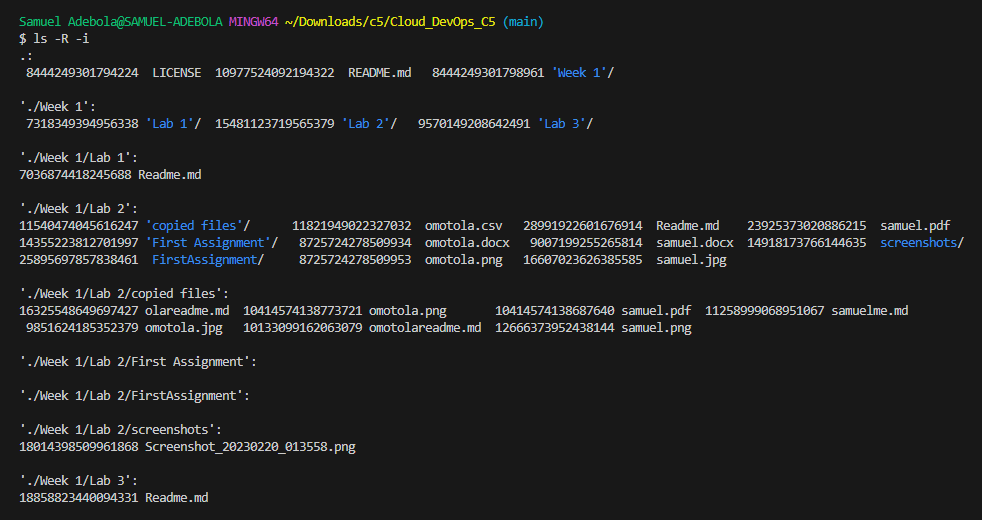 Samuel Adebola@SAMUEL-ADEBOLA MINGW64 ~/Downloads/c5/Cloud_DevOps_C5 (main)
$ ls -R -i
.:
 8444249301794224  LICENSE  10977524092194322  README.md   8444249301798961 'Week 1'/

'./Week 1':
 7318349394956338 'Lab 1'/  15481123719565379 'Lab 2'/   9570149208642491 'Lab 3'/

'./Week 1/Lab 1':
7036874418245688 Readme.md

'./Week 1/Lab 2':
11540474045616247 'copied files'/      11821949022327032  omotola.csv   28991922601676914  Readme.md    23925373020886215  samuel.pdf
14355223812701997 'First Assignment'/   8725724278509934  omotola.docx   9007199255265814  samuel.docx  14918173766144635  screenshots/
25895697857838461  FirstAssignment/     8725724278509953  omotola.png   16607023626385585  samuel.jpg

'./Week 1/Lab 2/copied files':
16325548649697427 olareadme.md  10414574138773721 omotola.png       10414574138687640 samuel.pdf  11258999068951067 samuelme.md
 9851624185352379 omotola.jpg   10133099162063079 omotolareadme.md  12666373952438144 samuel.png

'./Week 1/Lab 2/First Assignment':

'./Week 1/Lab 2/FirstAssignment':

'./Week 1/Lab 2/screenshots':
18014398509961868 Screenshot_20230220_013558.png

'./Week 1/Lab 3':
18858823440094331 Readme.md